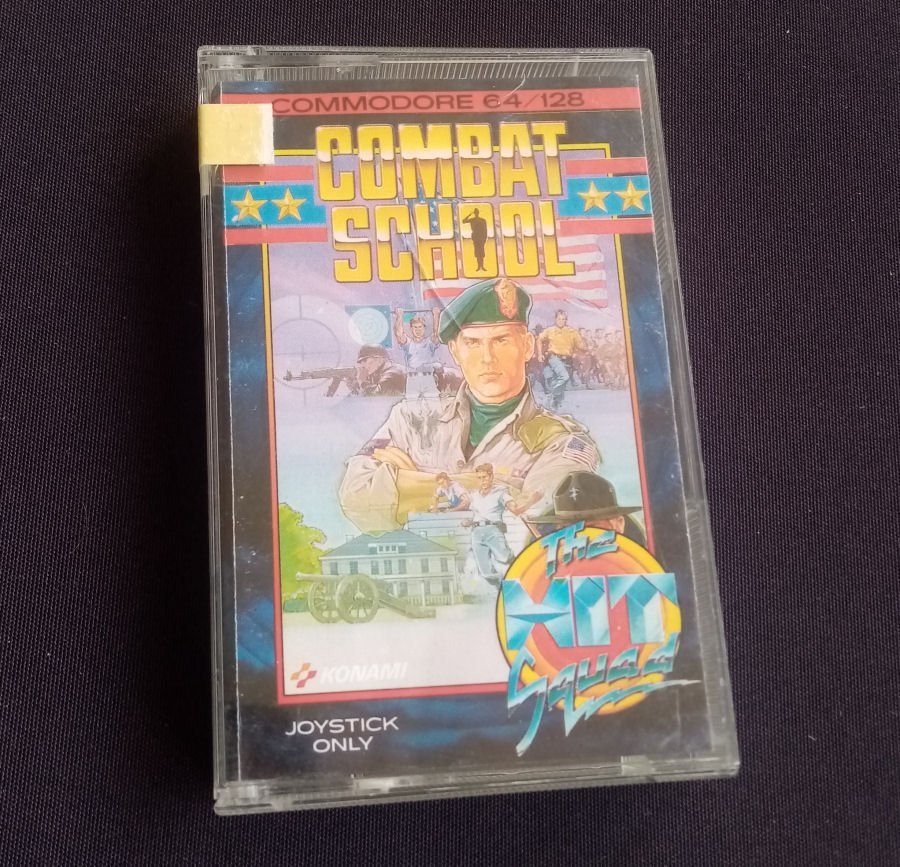 COMMODORE 64/128
COMBAT
SCHOOL
The
HIT
Squad
KONAMI
JOYSTICK
ONLY